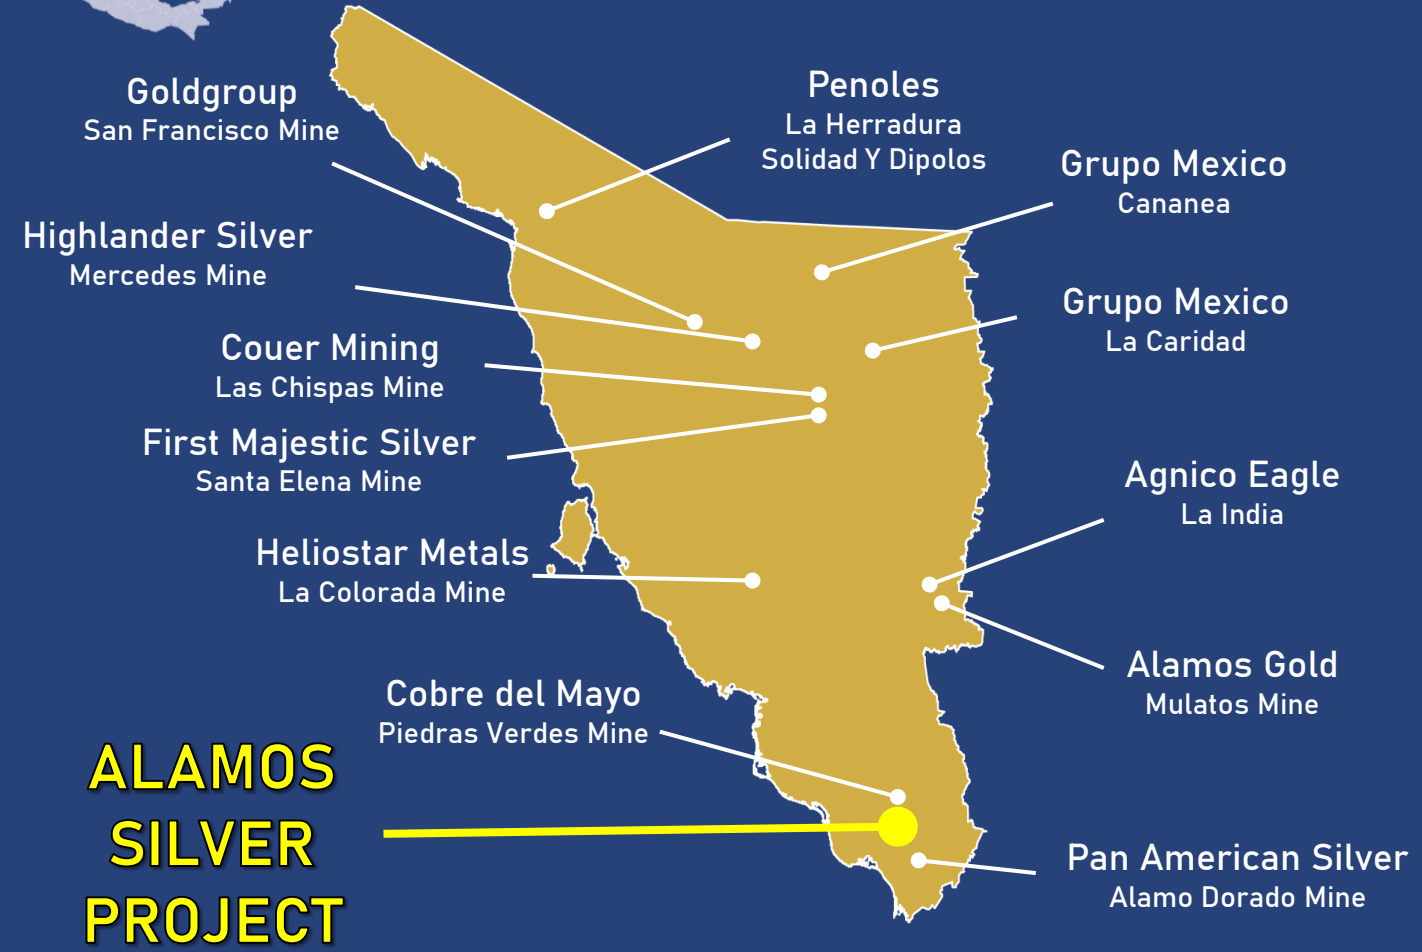 Goldgroup
San Francisco Mine
Penoles
La Herradura
Solidad Y Dipolos
Grupo Mexico
Cananea
Highlander Silver
Mercedes Mine
Grupo Mexico
La Caridad
Couer Mining
Las Chispas Mine
First Majestic Silver
Santa Elena Mine
Agnico Eagle
La India
Heliostar Metals
La Colorada Mine
Alamos Gold
Mulatos Mine
Cobre del Mayo
Piedras Verdes Mine
ALAMOS
SILVER
PROJECT
Pan American Silver
Alamo Dorado Mine